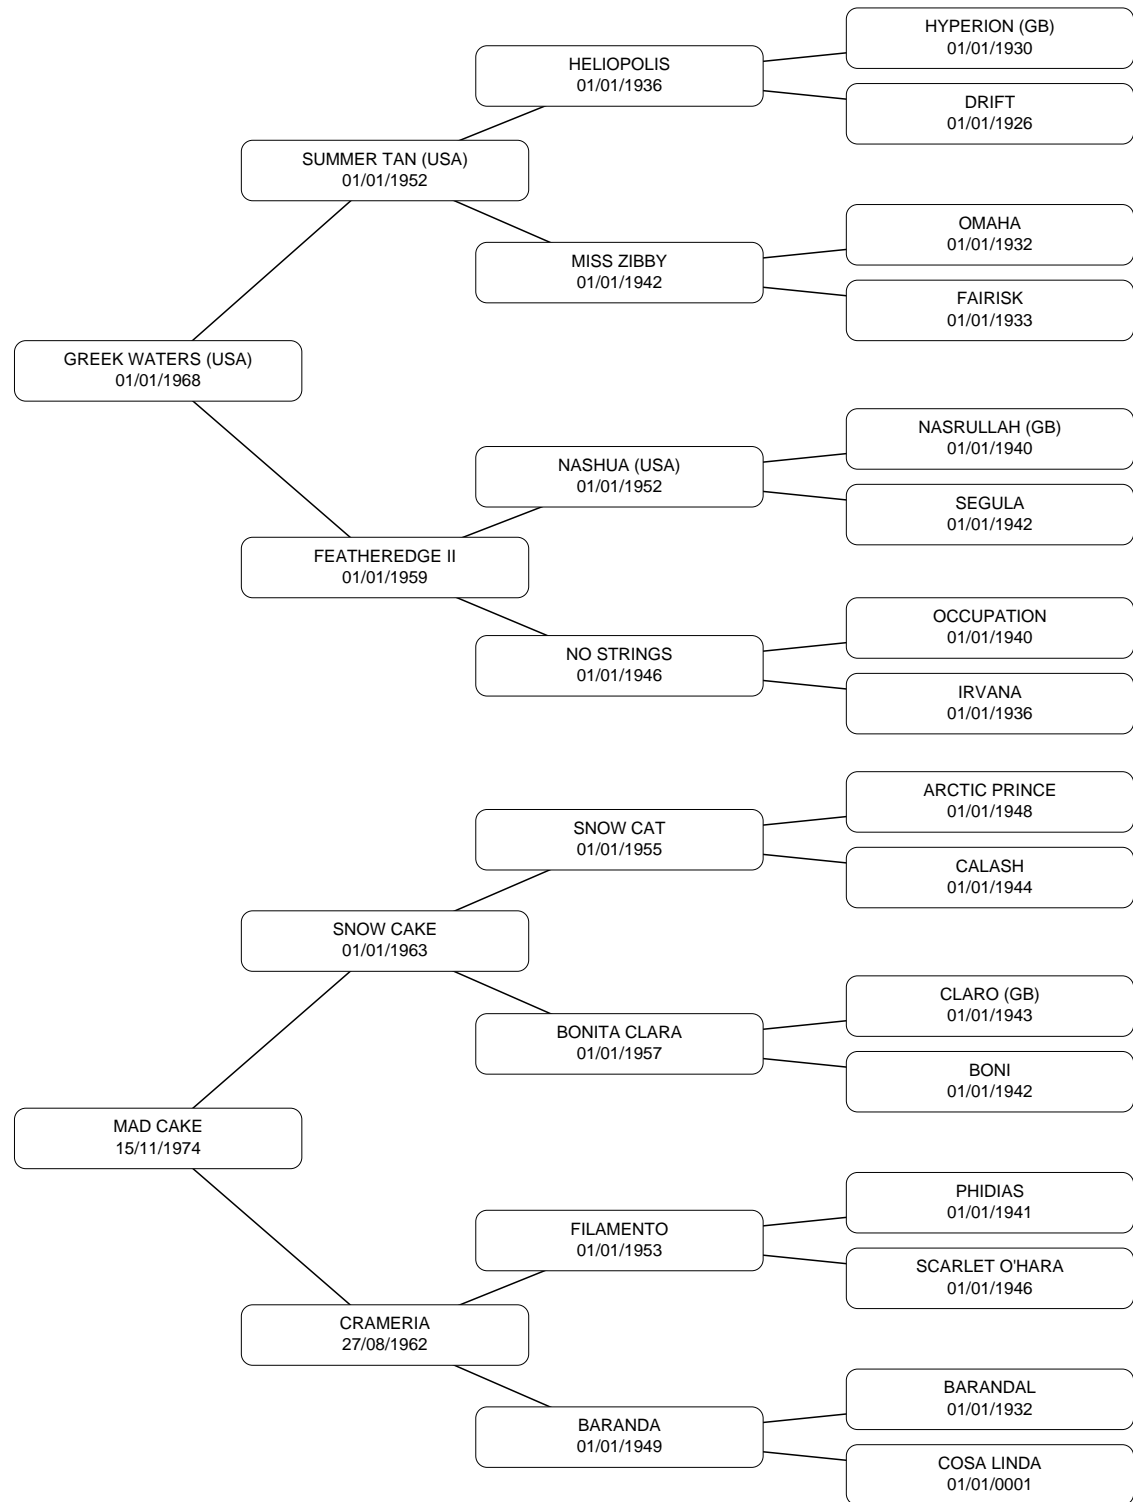 HYPERION (GB)
01/01/1930
HELIOPOLIS
01/01/1936
DRIFT
01/01/1926
SUMMER TAN (USA)
01/01/1952
OMAHA
01/01/1932
MISS ZIBBY
01/01/1942
FAIRISK
01/01/1933
GREEK WATERS (USA)
01/01/1968
NASRULLAH (GB)
01/01/1940
NASHUA (USA)
01/01/1952
SEGULA
01/01/1942
FEATHEREDGE II
01/01/1959
OCCUPATION
01/01/1940
NO STRINGS
01/01/1946
IRVANA
01/01/1936
ARCTIC PRINCE
01/01/1948
SNOW CAT
01/01/1955
CALASH
01/01/1944
SNOW CAKE
01/01/1963
CLARO (GB)
01/01/1943
BONITA CLARA
01/01/1957
BONI
01/01/1942
MAD CAKE
15/11/1974
PHIDIAS
01/01/1941
FILAMENTO
01/01/1953
SCARLET O'HARA
01/01/1946
CRAMERIA
27/08/1962
BARANDAL
01/01/1932
BARANDA
01/01/1949
COSA LINDA
01/01/0001